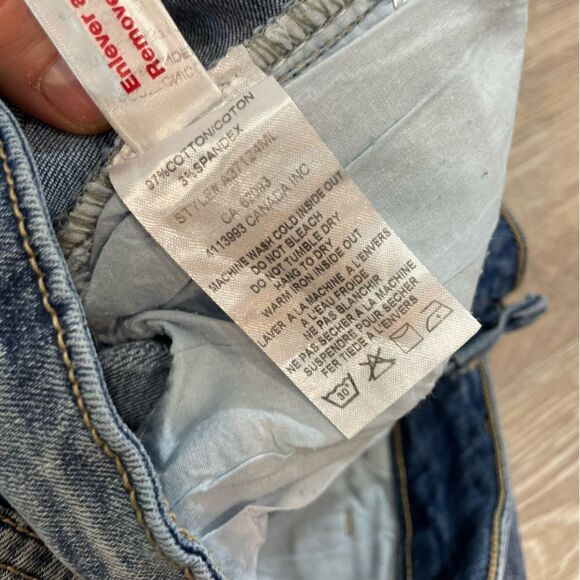 Enlever a
Remove
97% COTTON/COTON
3% SPANDEX
CA 62093
4113993 CANADA INC
MACHINE WASH COLD INSIDE OUT
DO NOT BLEACH
DO NOT TUMBLE DRY
HANG TO DRY
WARM IRON INSIDE OUT
LAVER A LA MACHINE A L'ENVERS
A L'EAU FROIDE
NE PAS BLANCHIR
NE PAS SECHER A LA MACHINE
SUSPENDRE POUR SECHER
FER TIEDE A L'ENVERS
30°